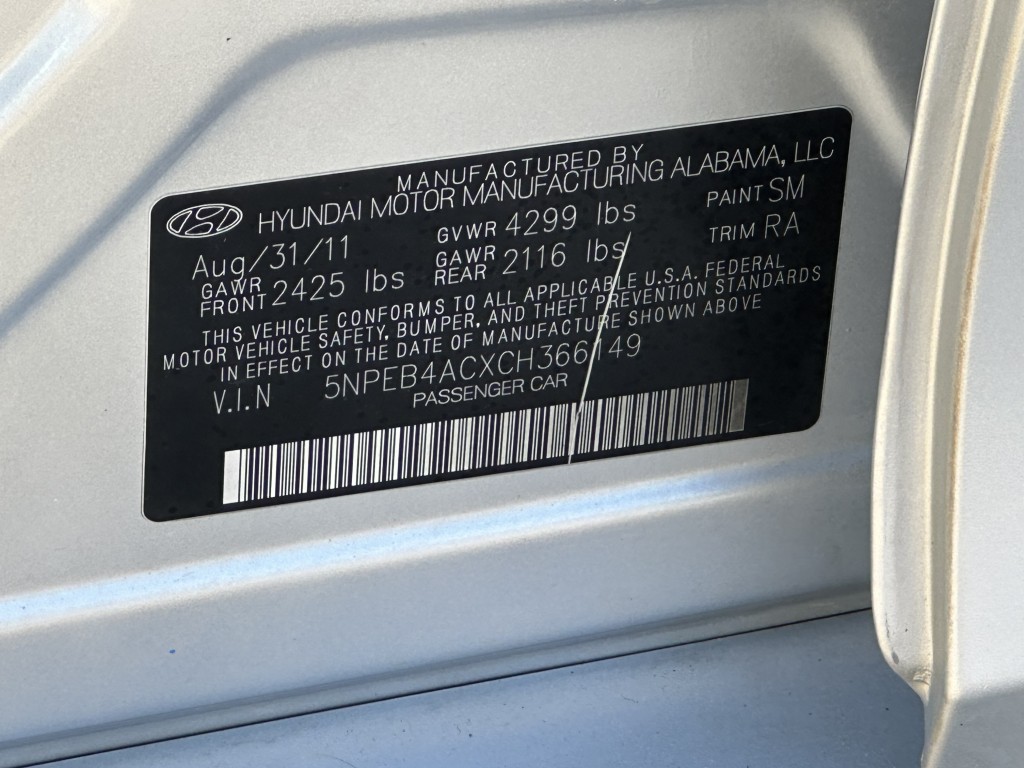 MANUFACTURED BY
HYUNDAI MOTOR MANUFACTURING ALABAMA, LLC
Aug/31/11 GVWR 4299 lbs PAINT SM
GAWR FRONT 2425 lbs GAWR REAR 2116 lbs TRIM RA
THIS VEHICLE CONFORMS TO ALL APPLICABLE U.S.A. FEDERAL
MOTOR VEHICLE SAFETY, BUMPER, AND THEFT PREVENTION STANDARDS
IN EFFECT ON THE DATE OF MANUFACTURE SHOWN ABOVE
V.I.N 5NPEB4ACXCH366149
PASSENGER CAR